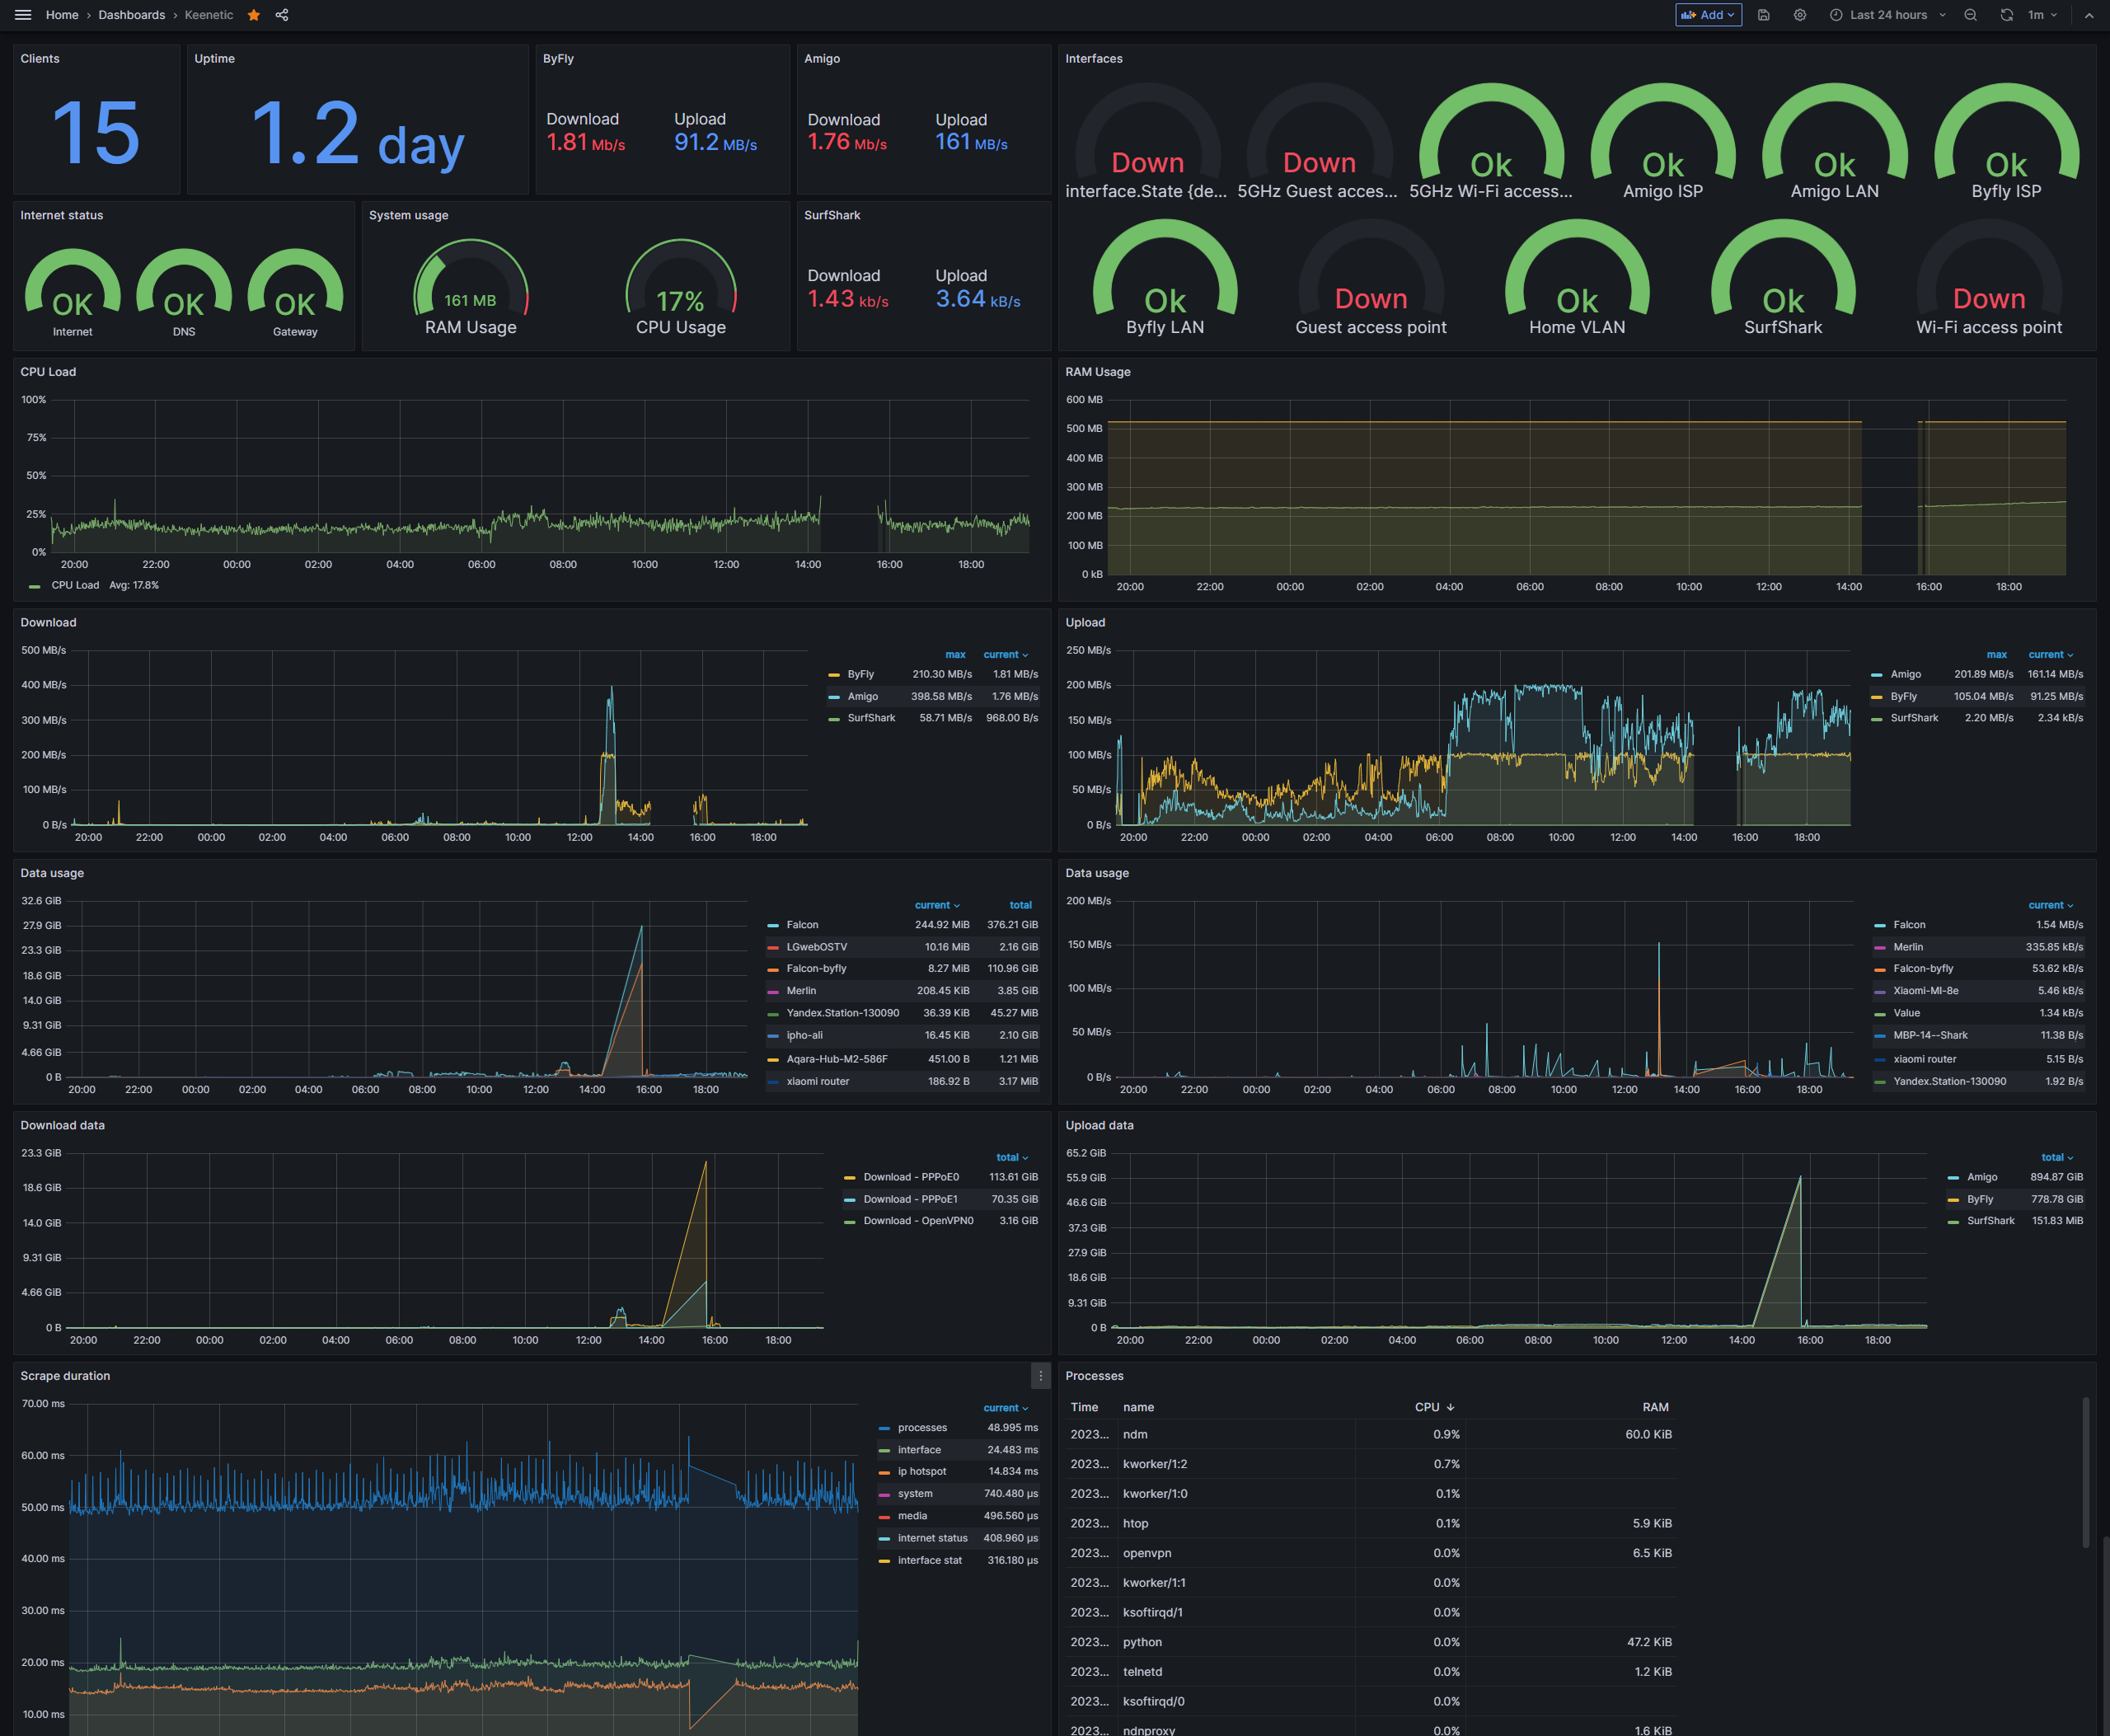 Home › Dashboards › Keenetic
Add
Last 24 hours
1m
Clients
15
Uptime
1.2 day
ByFly
Download Upload
1.81 Mb/s 91.2 MB/s
Amigo
Download Upload
1.76 Mb/s 161 MB/s
Interfaces
Down Down Ok Ok Ok Ok
interface.State {de... 5GHz Guest acces... 5GHz Wi-Fi access... Amigo ISP Amigo LAN Byfly ISP
Ok Down Ok Ok Down
Byfly LAN Guest access point Home VLAN SurfShark Wi-Fi access point
Internet status
OK OK OK
Internet DNS Gateway
System usage
161 MB 17%
RAM Usage CPU Usage
SurfShark
Download Upload
1.43 kb/s 3.64 kB/s
CPU Load
100%
75%
50%
25%
0%
20:00 22:00 00:00 02:00 04:00 06:00 08:00 10:00 12:00 14:00 16:00 18:00
CPU Load Avg: 17.8%
RAM Usage
600 MB
500 MB
400 MB
300 MB
200 MB
100 MB
0 kB
20:00 22:00 00:00 02:00 04:00 06:00 08:00 10:00 12:00 14:00 16:00 18:00
Download
500 MB/s
400 MB/s
300 MB/s
200 MB/s
100 MB/s
0 B/s
20:00 22:00 00:00 02:00 04:00 06:00 08:00 10:00 12:00 14:00 16:00 18:00
max current
ByFly 210.30 MB/s 1.81 MB/s
Amigo 398.58 MB/s 1.76 MB/s
SurfShark 58.71 MB/s 968.00 B/s
Upload
250 MB/s
200 MB/s
150 MB/s
100 MB/s
50 MB/s
0 B/s
20:00 22:00 00:00 02:00 04:00 06:00 08:00 10:00 12:00 14:00 16:00 18:00
max current
Amigo 201.89 MB/s 161.14 MB/s
ByFly 105.04 MB/s 91.25 MB/s
SurfShark 2.20 MB/s 2.34 kB/s
Data usage
32.6 GiB
27.9 GiB
23.3 GiB
18.6 GiB
14.0 GiB
9.31 GiB
4.66 GiB
0 B
20:00 22:00 00:00 02:00 04:00 06:00 08:00 10:00 12:00 14:00 16:00 18:00
current total
Falcon 244.92 MiB 376.21 GiB
LGwebOSTV 10.16 MiB 2.16 GiB
Falcon-byfly 8.27 MiB 110.96 GiB
Merlin 208.45 KiB 3.85 GiB
Yandex.Station-130090 36.39 KiB 45.27 MiB
ipho-ali 16.45 KiB 2.10 GiB
Aqara-Hub-M2-586F 451.00 B 1.21 MiB
xiaomi router 186.92 B 3.17 MiB
Data usage
200 MB/s
150 MB/s
100 MB/s
50 MB/s
0 B/s
20:00 22:00 00:00 02:00 04:00 06:00 08:00 10:00 12:00 14:00 16:00 18:00
current
Falcon 1.54 MB/s
Merlin 335.85 kB/s
Falcon-byfly 53.62 kB/s
Xiaomi-MI-8e 5.46 kB/s
Value 1.34 kB/s
MBP-14--Shark 11.38 B/s
xiaomi router 5.15 B/s
Yandex.Station-130090 1.92 B/s
Download data
23.3 GiB
18.6 GiB
14.0 GiB
9.31 GiB
4.66 GiB
0 B
20:00 22:00 00:00 02:00 04:00 06:00 08:00 10:00 12:00 14:00 16:00 18:00
total
Download - PPPoE0 113.61 GiB
Download - PPPoE1 70.35 GiB
Download - OpenVPN0 3.16 GiB
Upload data
65.2 GiB
55.9 GiB
46.6 GiB
37.3 GiB
27.9 GiB
18.6 GiB
9.31 GiB
0 B
20:00 22:00 00:00 02:00 04:00 06:00 08:00 10:00 12:00 14:00 16:00 18:00
total
Amigo 894.87 GiB
ByFly 778.78 GiB
SurfShark 151.83 MiB
Scrape duration
70.00 ms
60.00 ms
50.00 ms
40.00 ms
30.00 ms
20.00 ms
10.00 ms
current
processes 48.995 ms
interface 24.483 ms
ip hotspot 14.834 ms
system 740.480 µs
media 496.560 µs
internet status 408.960 µs
interface stat 316.180 µs
Processes
Time name CPU RAM
2023... ndm 0.9% 60.0 KiB
2023... kworker/1:2 0.7%
2023... kworker/1:0 0.1%
2023... htop 0.1% 5.9 KiB
2023... openvpn 0.0% 6.5 KiB
2023... kworker/1:1 0.0%
2023... ksoftirqd/1 0.0%
2023... python 0.0% 47.2 KiB
2023... telnetd 0.0% 1.2 KiB
2023... ksoftirqd/0 0.0%
2023... ndnproxy 0.0% 1.6 KiB